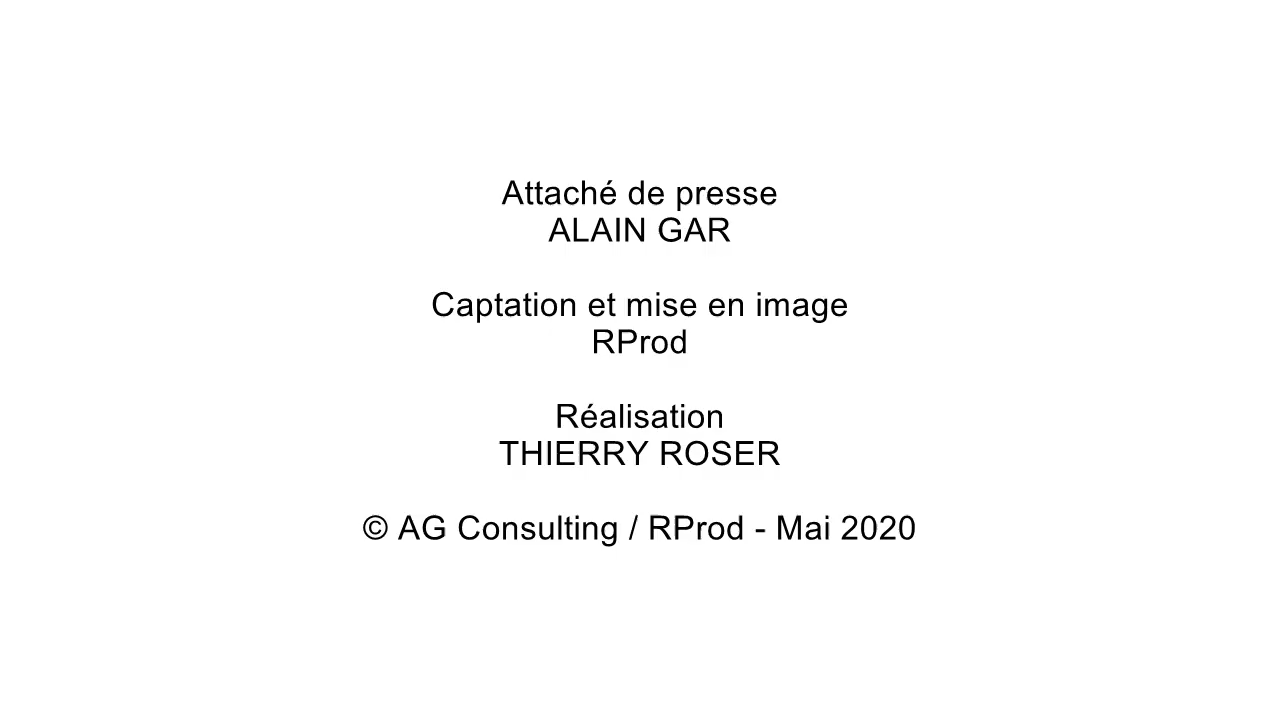 Attaché de presse
ALAIN GAR
Captation et mise en image
RProd
Réalisation
THIERRY ROSER
© AG Consulting / RProd - Mai 2020